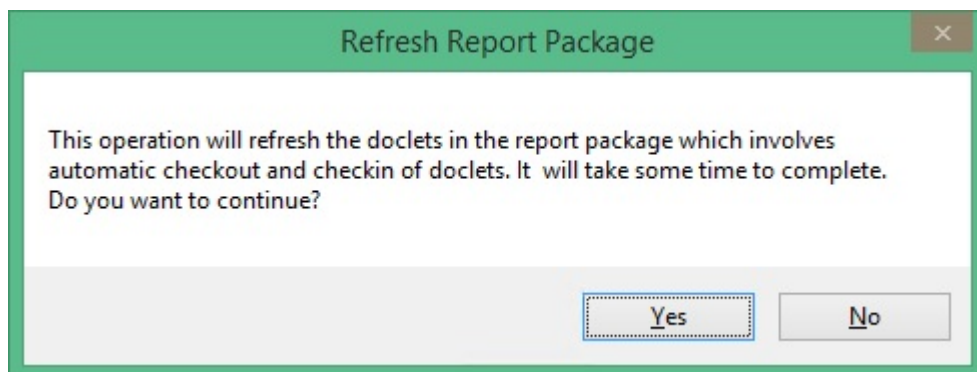 Refresh Report Package
This operation will refresh the doclets in the report package which involves
automatic checkout and checkin of doclets. It  will take some time to complete.
Do you want to continue?
Yes
No